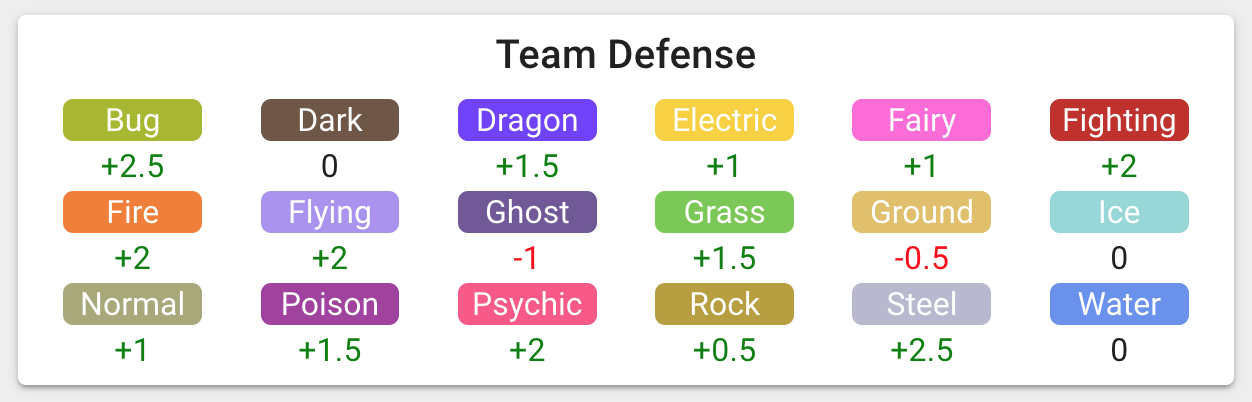 Team Defense
Bug Dark Dragon Electric Fairy Fighting
+2.5 0 +1.5 +1 +1 +2
Fire Flying Ghost Grass Ground Ice
+2 +2 -1 +1.5 -0.5 0
Normal Poison Psychic Rock Steel Water
+1 +1.5 +2 +0.5 +2.5 0